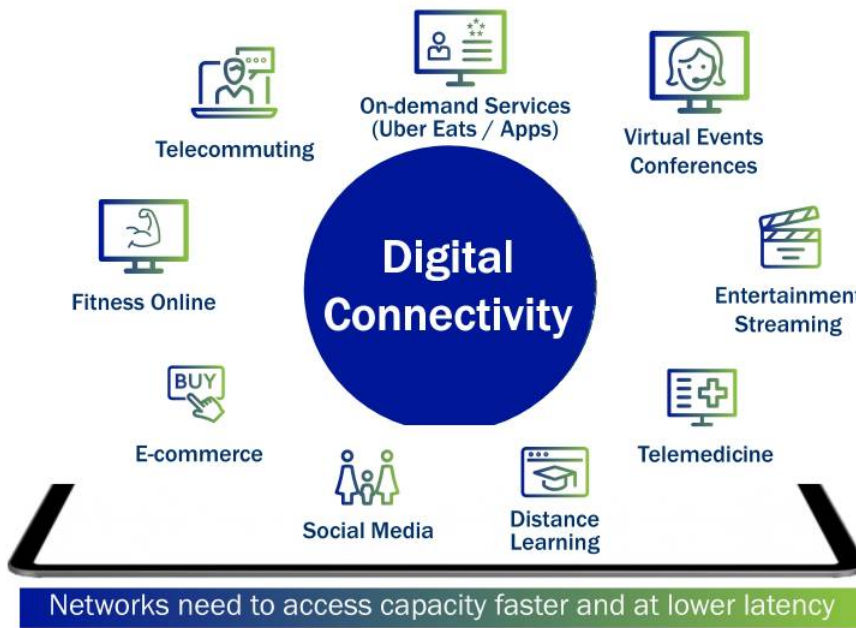 On-demand Services
(Uber Eats / Apps)
Virtual Events
Conferences
Telecommuting
Digital
Connectivity
Fitness Online
Entertainment
Streaming
BUY
E-commerce
Telemedicine
Social Media
Distance
Learning
Networks need to access capacity faster and at lower latency